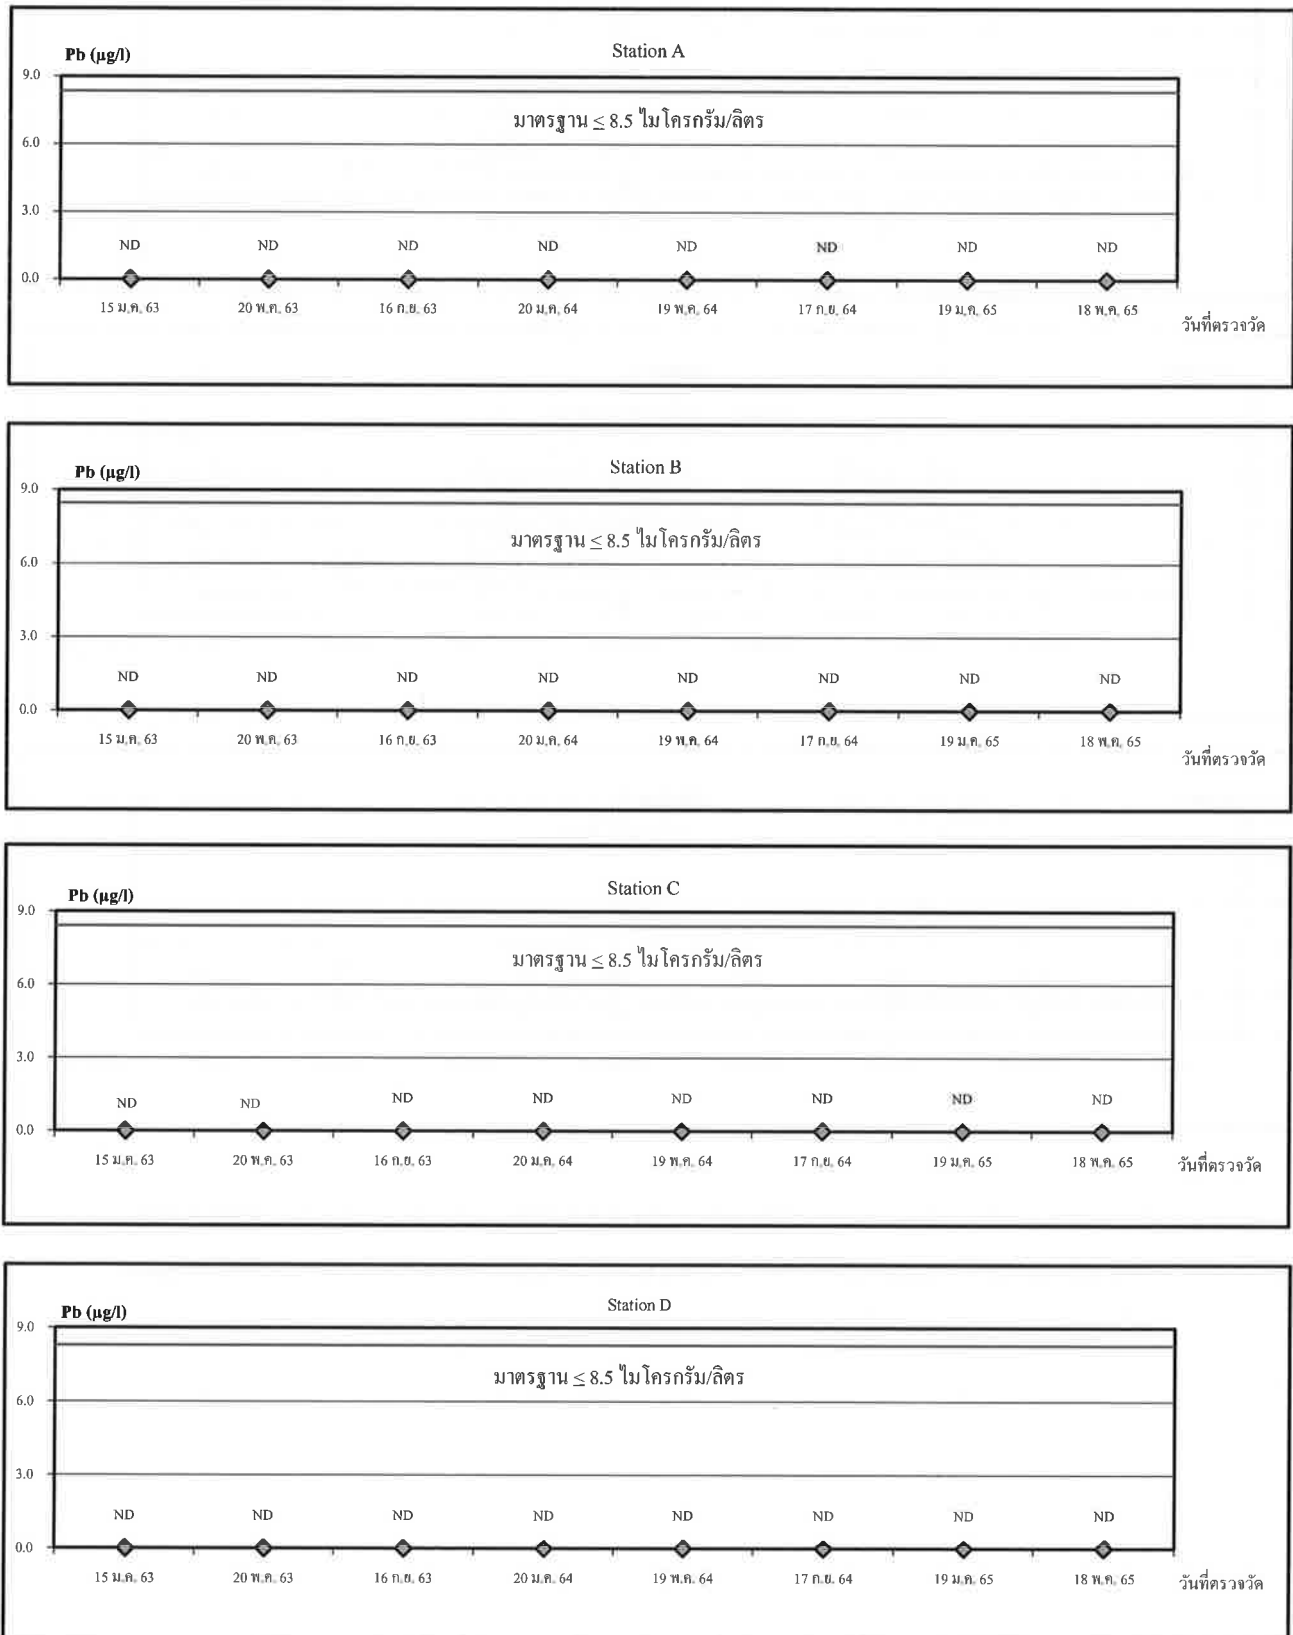 Station A
Pb (µg/l)
9.0
มาตรฐาน ≤ 8.5 ไมโครกรัม/ลิตร
6.0
3.0
ND ND ND ND ND ND ND ND
0.0
15 ม.ค. 63 20 พ.ค. 63 16 ก.ย. 63 20 ม.ค. 64 19 พ.ค. 64 17 ก.ย. 64 19 ม.ค. 65 18 พ.ค. 65
วันที่ตรวจวัด
Station B
Pb (µg/l)
9.0
มาตรฐาน ≤ 8.5 ไมโครกรัม/ลิตร
6.0
3.0
ND ND ND ND ND ND ND ND
0.0
15 ม.ค. 63 20 พ.ค. 63 16 ก.ย. 63 20 ม.ค. 64 19 พ.ค. 64 17 ก.ย. 64 19 ม.ค. 65 18 พ.ค. 65
วันที่ตรวจวัด
Station C
Pb (µg/l)
9.0
มาตรฐาน ≤ 8.5 ไมโครกรัม/ลิตร
6.0
3.0
ND ND ND ND ND ND ND ND
0.0
15 ม.ค. 63 20 พ.ค. 63 16 ก.ย. 63 20 ม.ค. 64 19 พ.ค. 64 17 ก.ย. 64 19 ม.ค. 65 18 พ.ค. 65
วันที่ตรวจวัด
Station D
Pb (µg/l)
9.0
มาตรฐาน ≤ 8.5 ไมโครกรัม/ลิตร
6.0
3.0
ND ND ND ND ND ND ND ND
0.0
15 ม.ค. 63 20 พ.ค. 63 16 ก.ย. 63 20 ม.ค. 64 19 พ.ค. 64 17 ก.ย. 64 19 ม.ค. 65 18 พ.ค. 65
วันที่ตรวจวัด